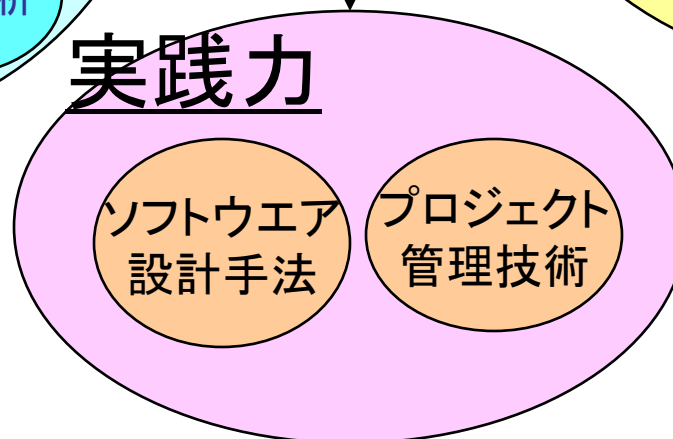 実践力
ソフトウエア
設計手法
プロジェクト
管理技術